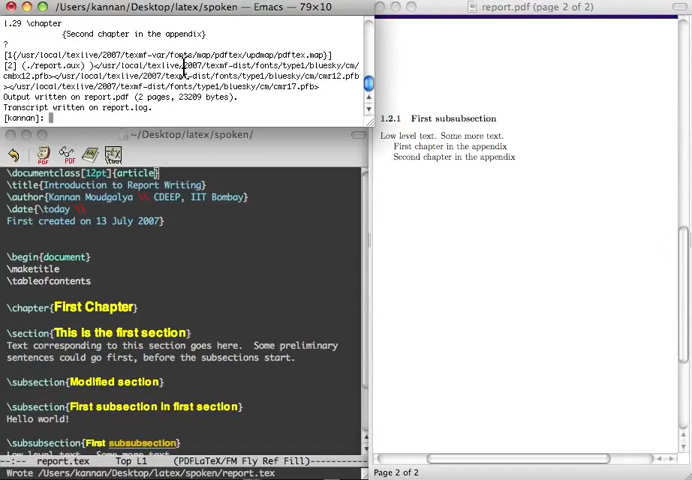 /users/kannan/Desktop/latex/spoken/ — Emacs — 79×10
l.29 \chapter
{Second chapter in the appendix}
?
[1{/usr/local/texlive/2007/texmf-var/fonts/map/pdftex/updmap/pdftex.map}]
[2] (./report.aux) )</usr/local/texlive/2007/texmf-dist/fonts/type1/bluesky/cm/
cmbx12.pfb></usr/local/texlive/2007/texmf-dist/fonts/type1/bluesky/cm/cmr12.pfb
></usr/local/texlive/2007/texmf-dist/fonts/type1/bluesky/cm/cmr17.pfb>
Output written on report.pdf (2 pages, 23209 bytes).
Transcript written on report.log.
[kannan]:
~/Desktop/latex/spoken/
\documentclass[12pt]{article}
\title{Introduction to Report Writing}
\author{Kannan Moudgalya \\ CDEEP, IIT Bombay}
\date{\today \\
First created on 13 July 2007}
\begin{document}
\maketitle
\tableofcontents
\chapter{First Chapter}
\section{This is the first section}
Text corresponding to this section goes here.  Some preliminary
sentences could go first, before the subsections start.
\subsection{Modified section}
\subsection{First subsection in first section}
Hello world!
\subsubsection{First subsubsection}
Low level text.  Some more text.
--:--  report.tex      Top L1     (PDFLaTeX/FM Fly Ref Fill)
Wrote /Users/kannan/Desktop/latex/spoken/report.tex
report.pdf (page 2 of 2)
1.2.1 First subsubsection
Low level text. Some more text.
First chapter in the appendix
Second chapter in the appendix
Page 2 of 2